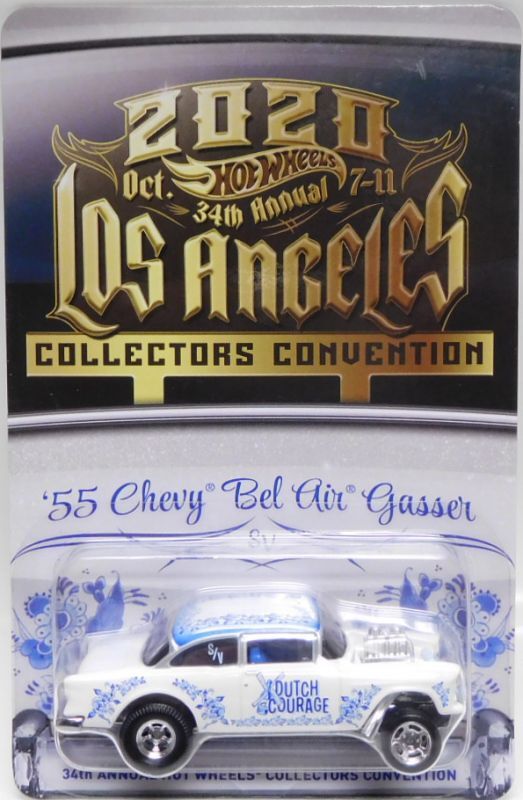 2020
Oct. HOT WHEELS 7-11
34th Annual
LOS ANGELES
COLLECTORS CONVENTION
'55 Chevy® Bel Air® Gasser
S/V
S/V
DUTCH
COURAGE
34th ANNUAL HOT WHEELS® COLLECTORS CONVENTION